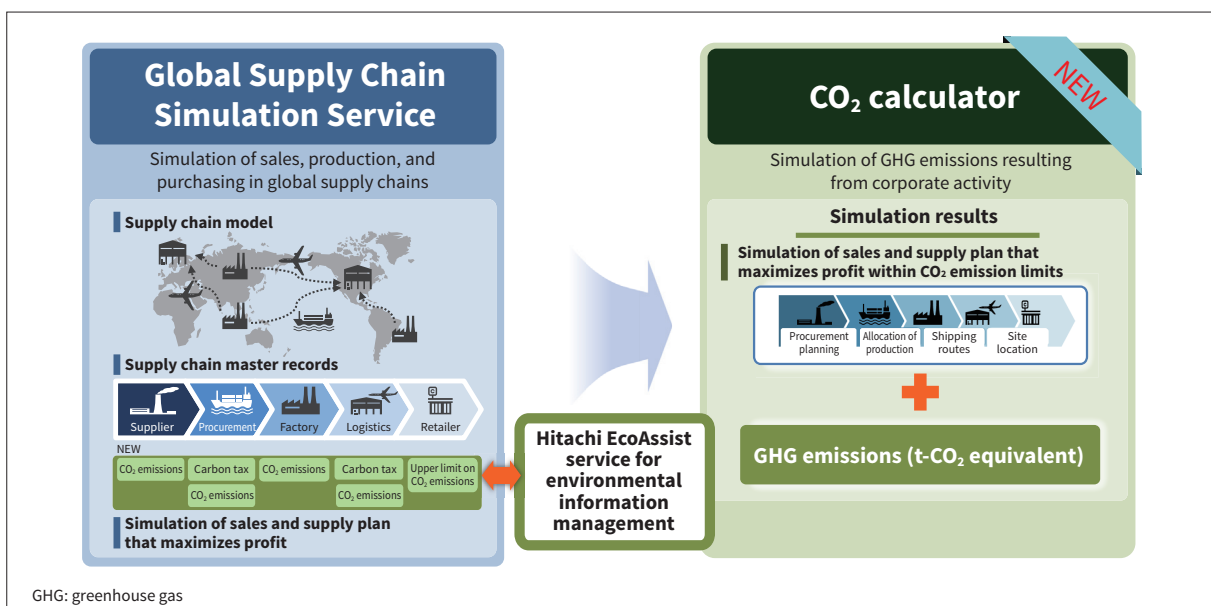 Global Supply Chain
Simulation Service
Simulation of sales, production, and
purchasing in global supply chains
Supply chain model
Supply chain master records
Supplier
Procurement
Factory
Logistics
Retailer
NEW
CO₂ emissions
Carbon tax
CO₂ emissions
CO₂ emissions
Carbon tax
CO₂ emissions
Upper limit on
CO₂ emissions
Simulation of sales and supply plan
that maximizes profit
Hitachi EcoAssist
service for
environmental
information
management
CO₂ calculator
NEW
Simulation of GHG emissions resulting
from corporate activity
Simulation results
Simulation of sales and supply plan that
maximizes profit within CO₂ emission limits
Procurement
planning
Allocation of
production
Shipping
routes
Site
location
GHG emissions (t-CO₂ equivalent)
GHG: greenhouse gas